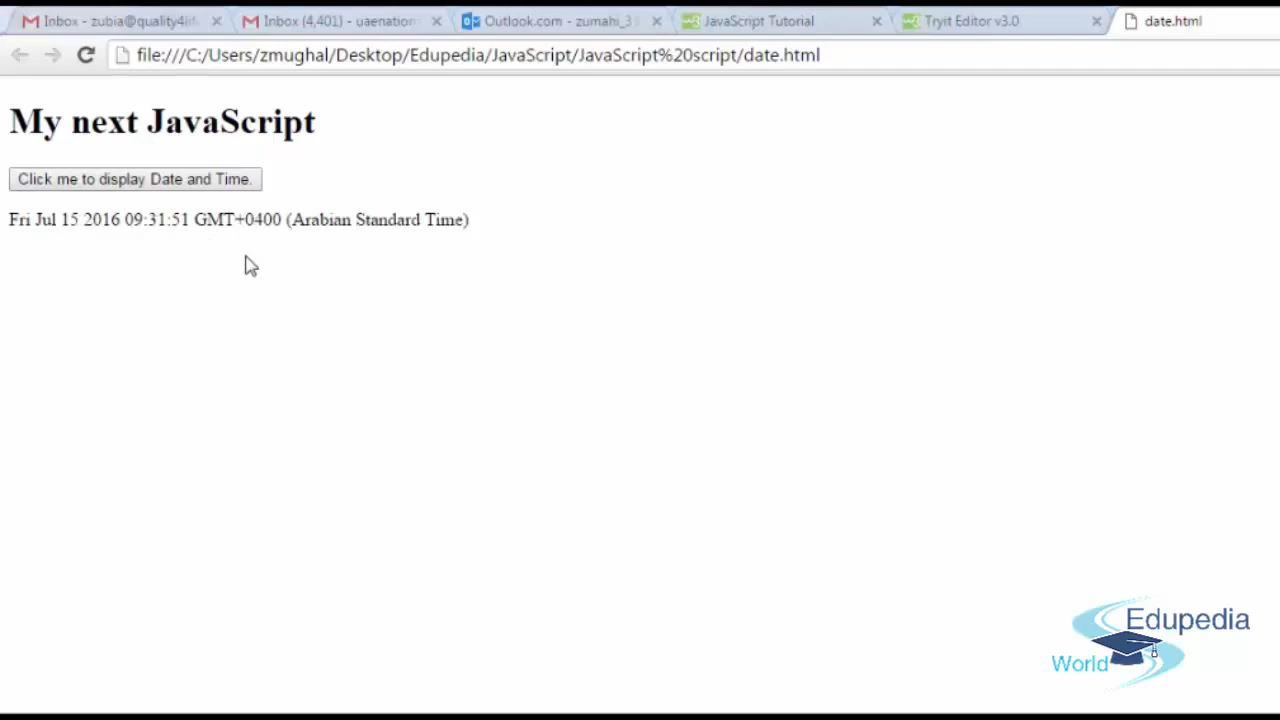 Inbox - zubia@quality4life
Inbox (4,401) - uaenation
Outlook.com - zumahi_3
JavaScript Tutorial
Tryit Editor v3.0
date.html
file:///C:/Users/zmughal/Desktop/Edupedia/JavaScript/JavaScript%20script/date.html
My next JavaScript
Click me to display Date and Time.
Fri Jul 15 2016 09:31:51 GMT+0400 (Arabian Standard Time)
Edupedia
World